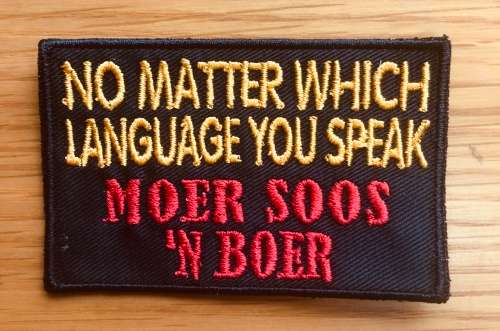 NO MATTER WHICH
LANGUAGE YOU SPEAK
MOER SOOS
'N BOER